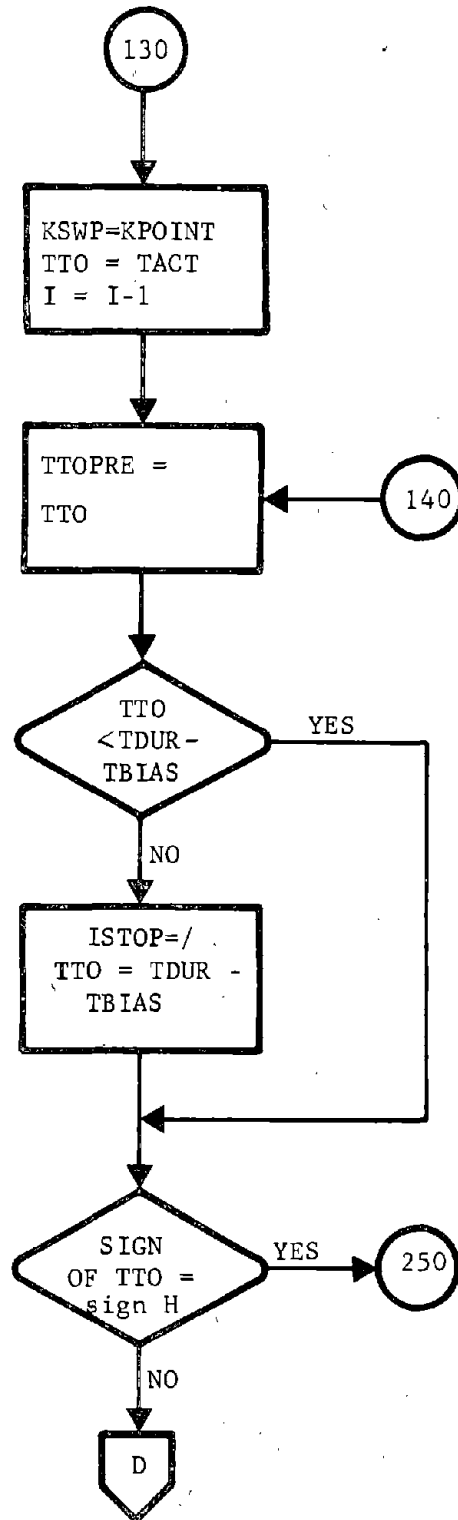 130
KSWP=KPOINT
TTO = TACT
I = I-1
TTOPRE =
TTO
140
TTO
<TDUR-
TBIAS
YES
NO
ISTOP=/
TTO = TDUR -
TBIAS
SIGN
OF TTO =
sign H
YES
250
NO
D